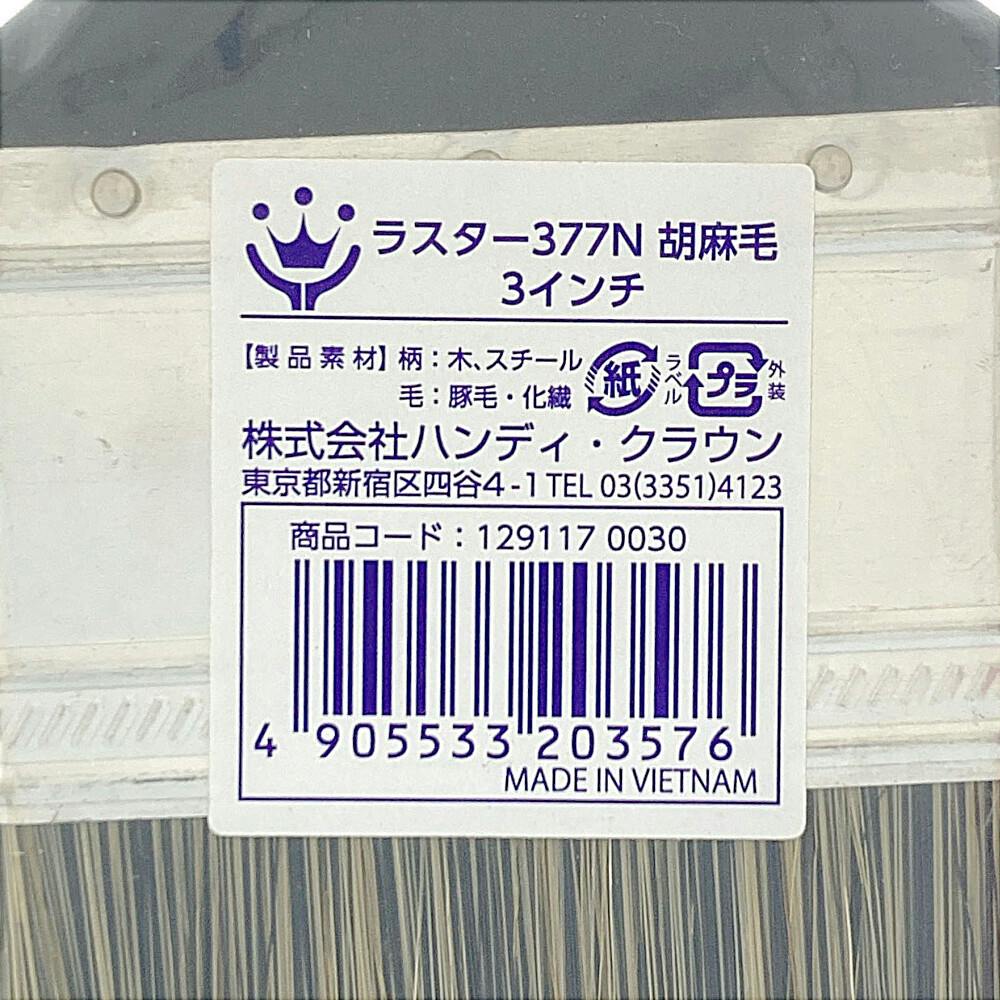 ラスター377N 胡麻毛
3インチ
【製品素材】柄：木、スチール
毛：豚毛・化繊
紙 ラベル プラ 外装
株式会社ハンディ・クラウン
東京都新宿区四谷4-1 TEL 03(3351)4123
商品コード：129117 0030
4 905533 203576
MADE IN VIETNAM